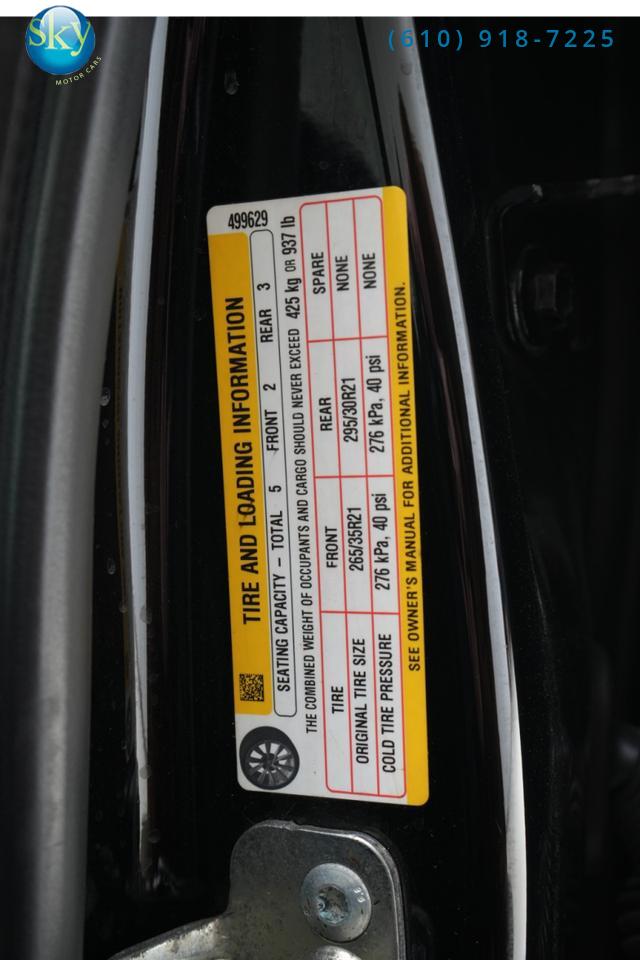 Sky
MOTOR CARS
(610) 918-7225
499629
TIRE AND LOADING INFORMATION
SEATING CAPACITY – TOTAL 5 FRONT 2 REAR 3
THE COMBINED WEIGHT OF OCCUPANTS AND CARGO SHOULD NEVER EXCEED 425 kg OR 937 lb
TIRE FRONT REAR SPARE
ORIGINAL TIRE SIZE 265/35R21 295/30R21 NONE
COLD TIRE PRESSURE 276 kPa, 40 psi 276 kPa, 40 psi NONE
SEE OWNER'S MANUAL FOR ADDITIONAL INFORMATION.